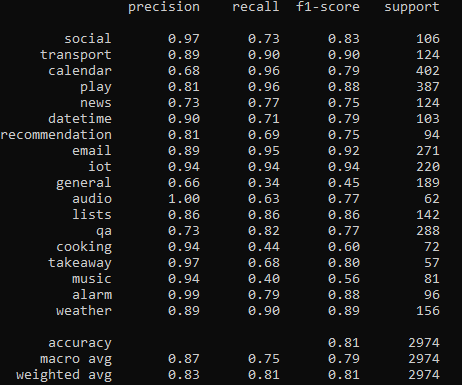 precision recall f1-score support
social 0.97 0.73 0.83 106
transport 0.89 0.90 0.90 124
calendar 0.68 0.96 0.79 402
play 0.81 0.96 0.88 387
news 0.73 0.77 0.75 124
datetime 0.90 0.71 0.79 103
recommendation 0.81 0.69 0.75 94
email 0.89 0.95 0.92 271
iot 0.94 0.94 0.94 220
general 0.66 0.34 0.45 189
audio 1.00 0.63 0.77 62
lists 0.86 0.86 0.86 142
qa 0.73 0.82 0.77 288
cooking 0.94 0.44 0.60 72
takeaway 0.97 0.68 0.80 57
music 0.94 0.40 0.56 81
alarm 0.99 0.79 0.88 96
weather 0.89 0.90 0.89 156
accuracy 0.81 2974
macro avg 0.87 0.75 0.79 2974
weighted avg 0.83 0.81 0.81 2974